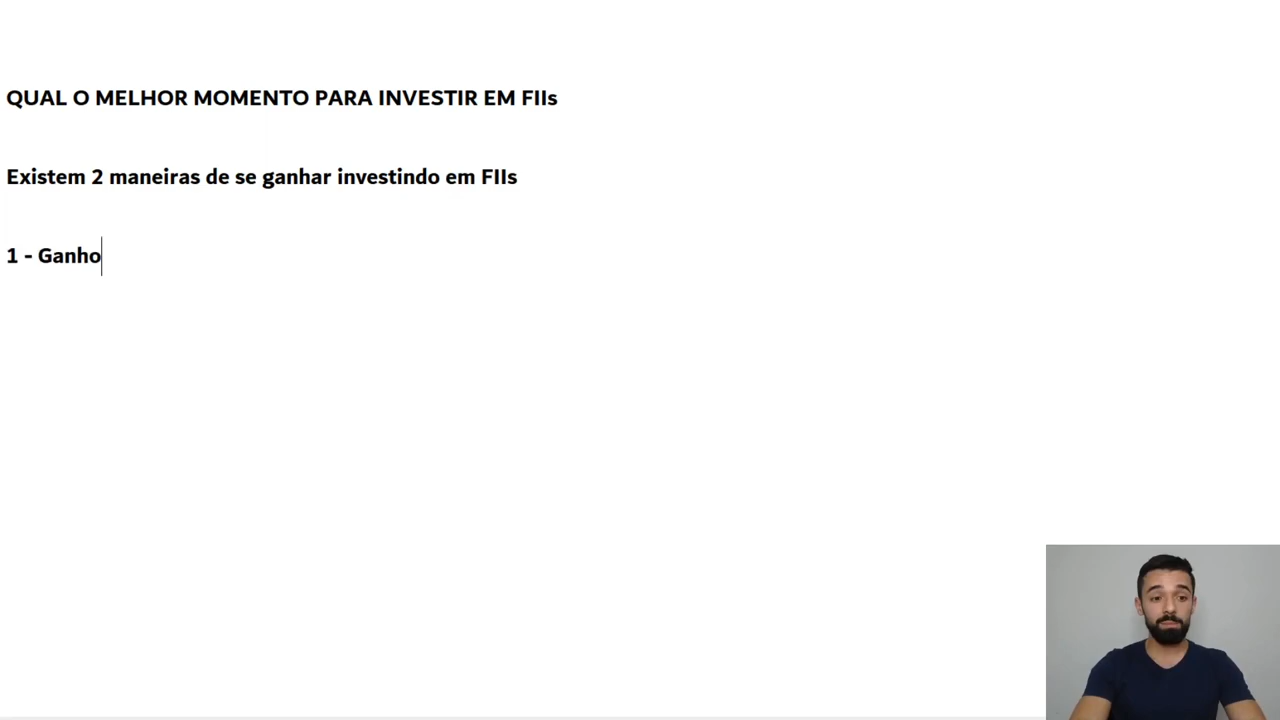 QUAL O MELHOR MOMENTO PARA INVESTIR EM FIIs
Existem 2 maneiras de se ganhar investindo em FIIs
1 - Ganho